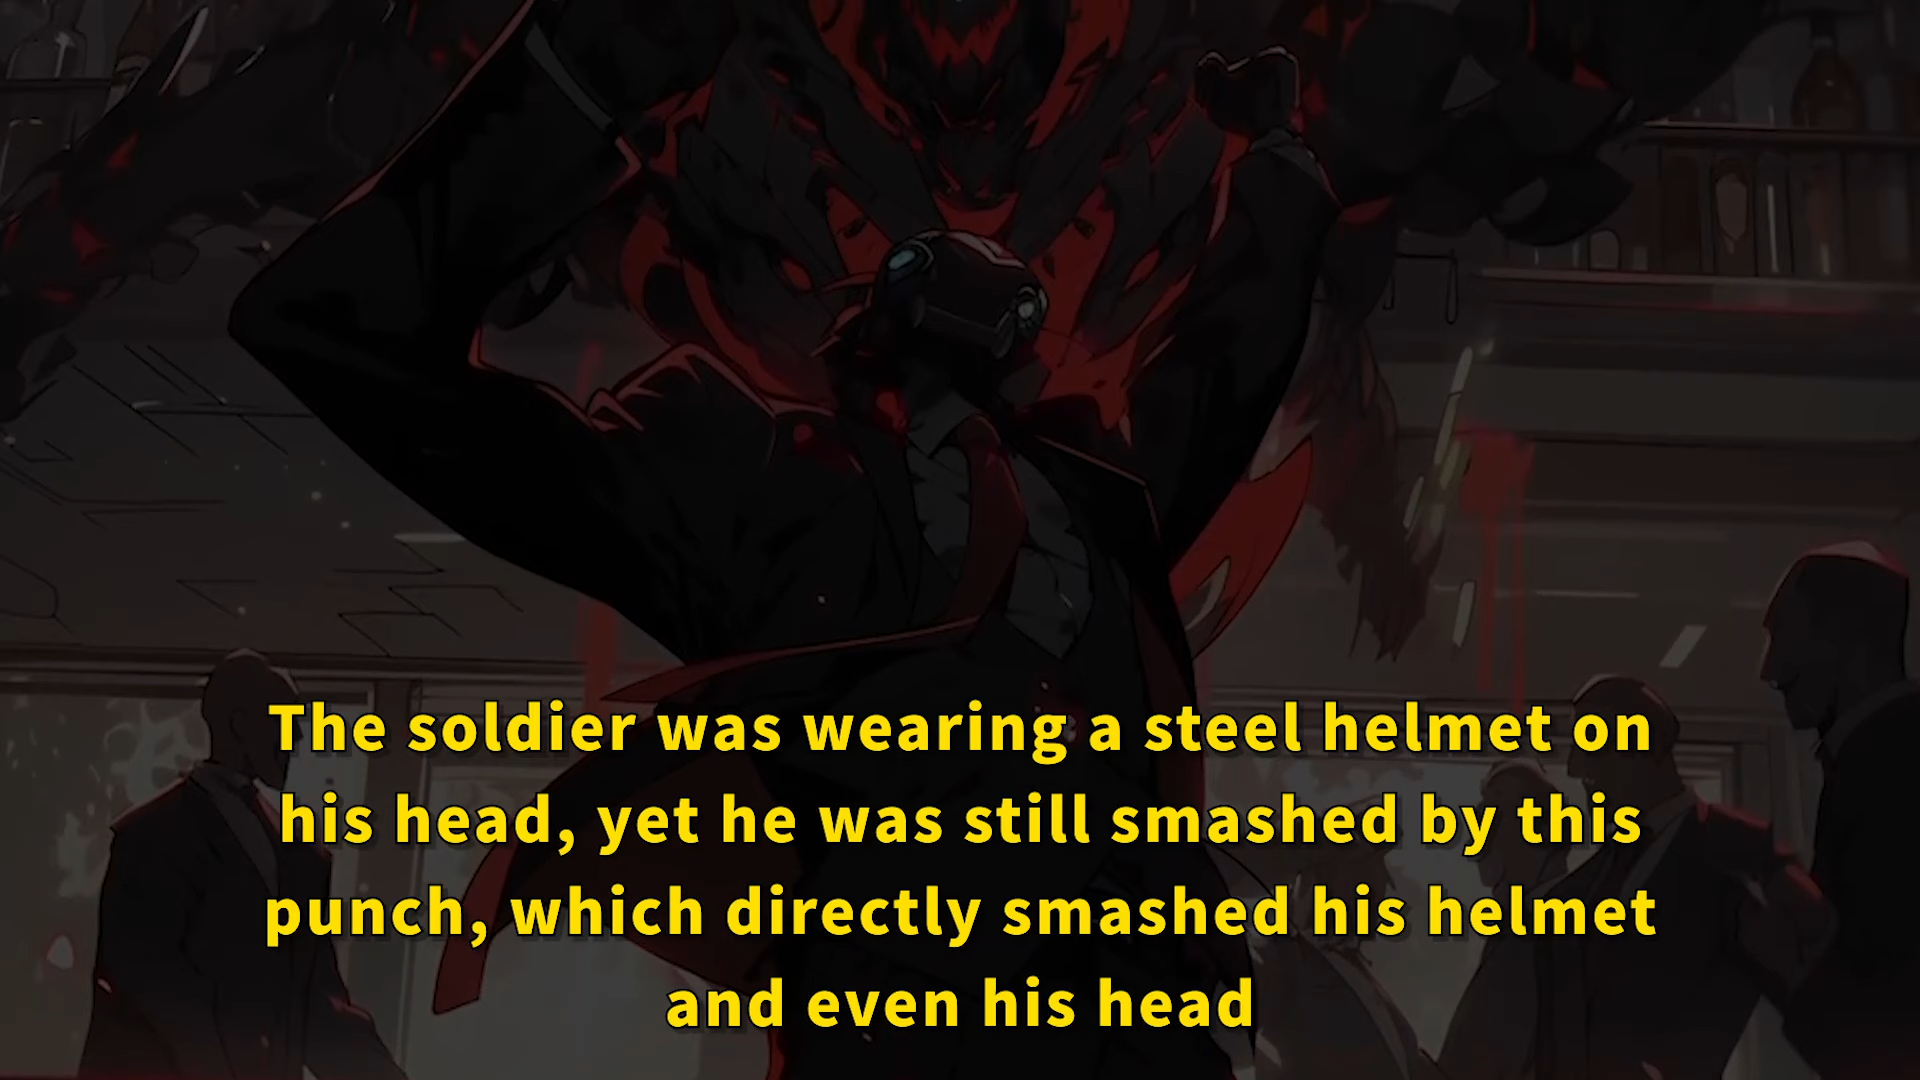 The soldier was wearing a steel helmet on
his head, yet he was still smashed by this
punch, which directly smashed his helmet
and even his head